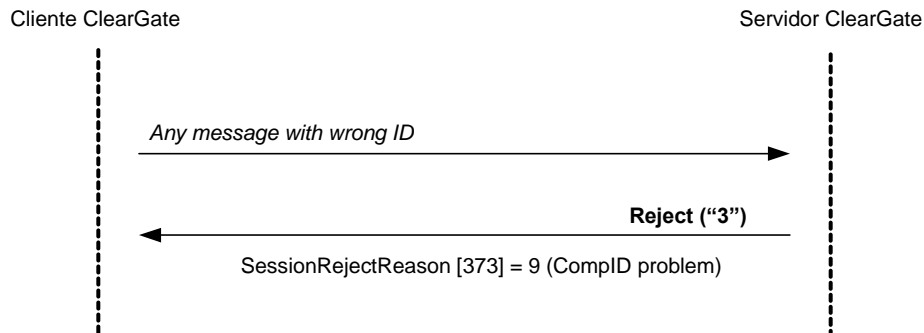 Cliente ClearGate
Servidor ClearGate
Any message with wrong ID
Reject (“3”)
SessionRejectReason [373] = 9 (CompID problem)